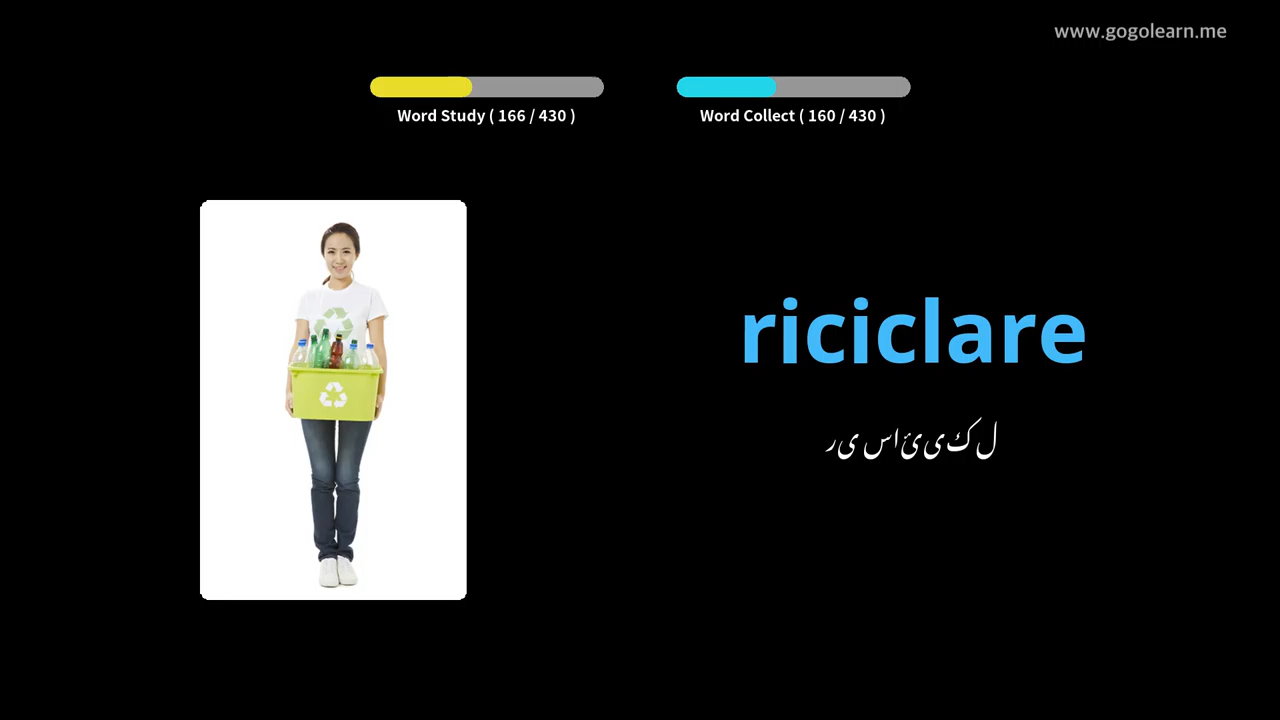 www.gogolearn.me
Word Study ( 166 / 430 )
Word Collect ( 160 / 430 )
riciclare
ری سائیکل